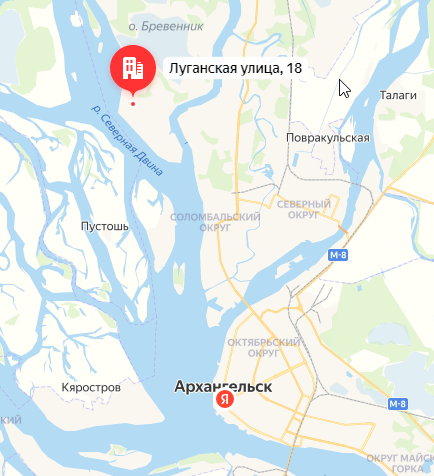 о. Бревенник
Луганская улица, 18
Талаги
р. Северная Двина
Повракульская
СЕВЕРНЫЙ
ОКРУГ
СОЛОМБАЛЬСКИЙ
ОКРУГ
Пустошь
М-8
ОКТЯБРЬСКИЙ
ОКРУГ
Кяростров
Архангельск
Я
М-8
СКИЙ
ОКРУГ МАЙСК
ГОРКА